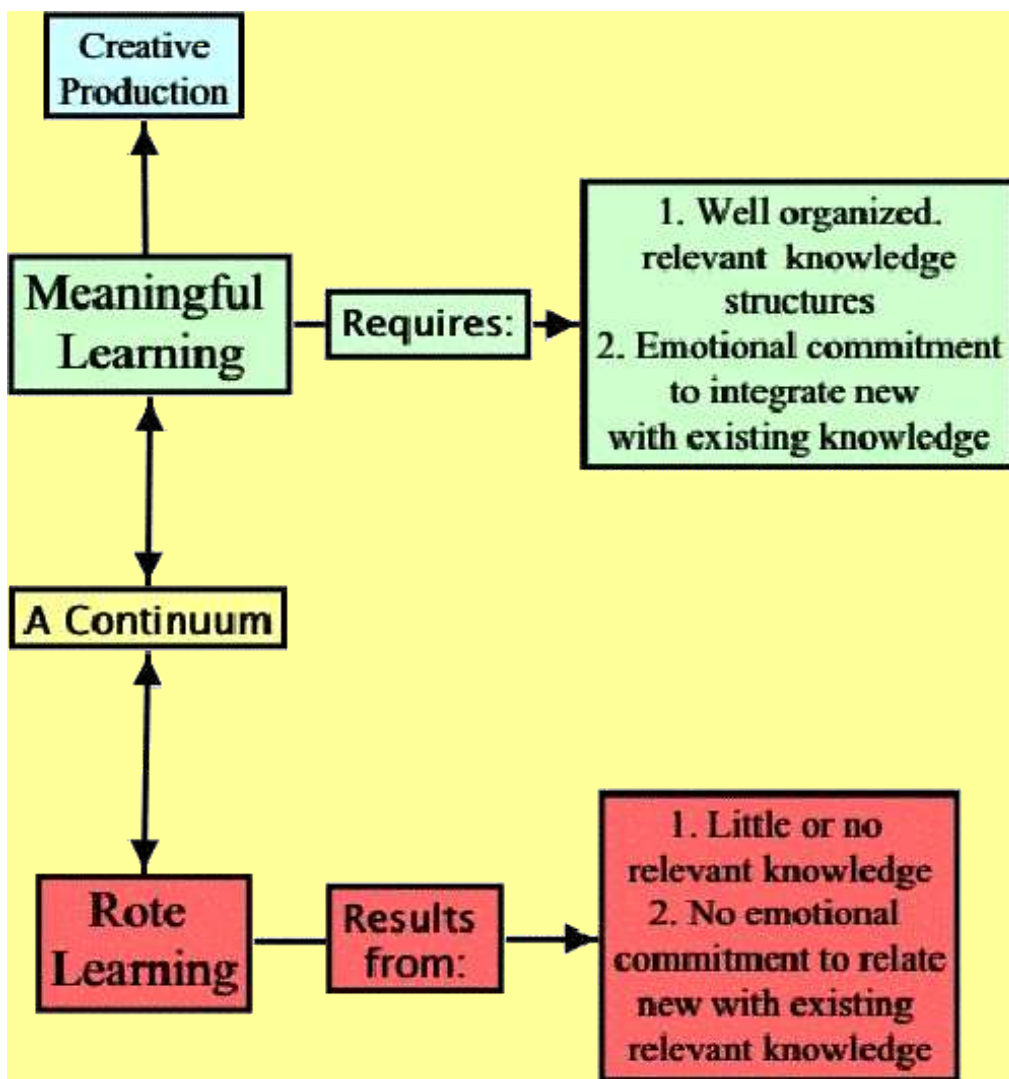 Creative
Production
Meaningful
Learning
Requires:
1. Well organized.
relevant knowledge
structures
2. Emotional commitment
to integrate new
with existing knowledge
A Continuum
Rote
Learning
Results
from:
1. Little or no
relevant knowledge
2. No emotional
commitment to relate
new with existing
relevant knowledge